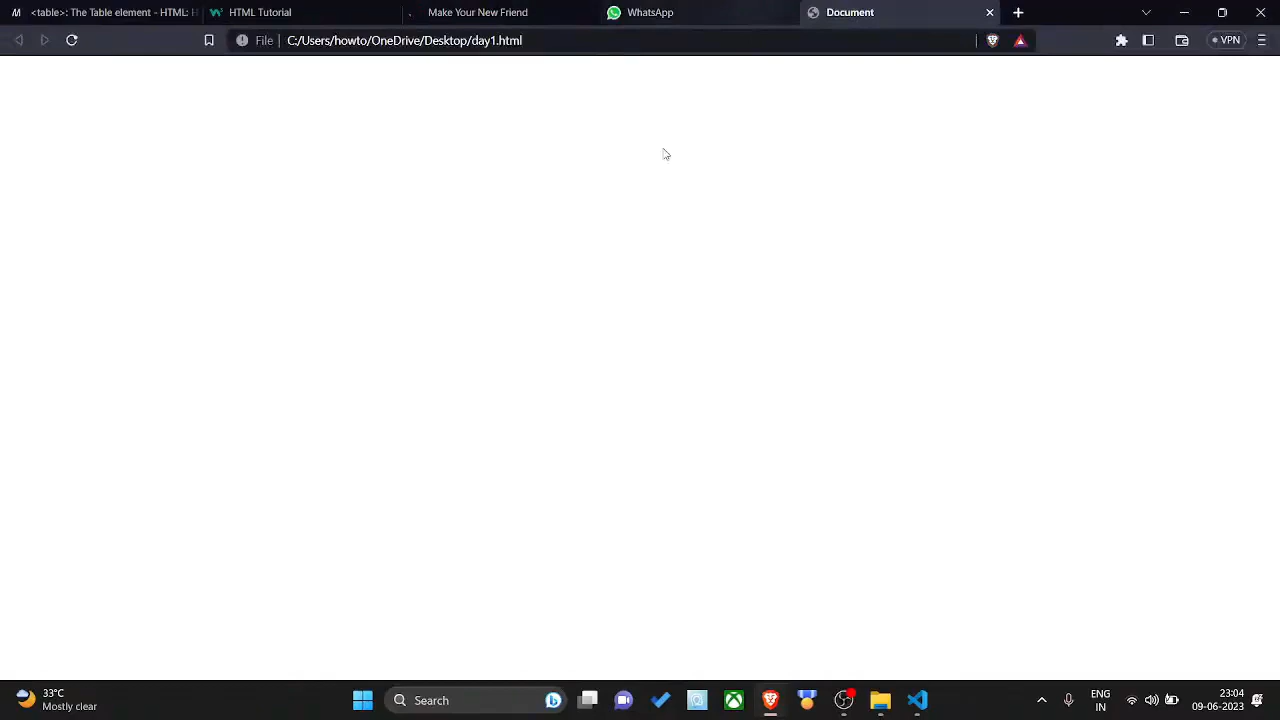 <table>: The Table element - HTML: H
HTML Tutorial
Make Your New Friend
WhatsApp
Document
File
C:/Users/howto/OneDrive/Desktop/day1.html
VPN
33°C
Mostly clear
Search
ENG
IN
23:04
09-06-2023